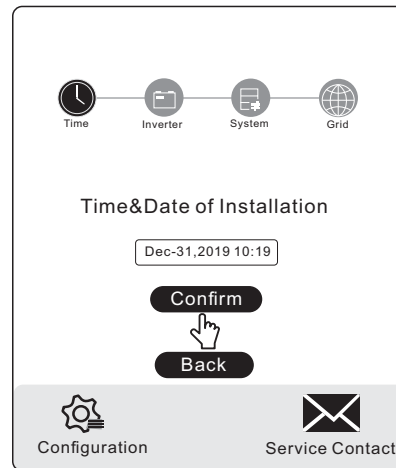 Time Inverter System Grid
Time&Date of Installation
Dec-31,2019 10:19
Confirm
Back
Configuration Service Contact